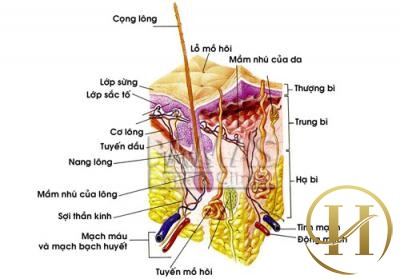 Cọng lông
Lỗ mồ hôi
Mầm nhú của da
Lớp sừng
Lớp sắc tố
Thượng bì
Trung bì
Cơ lông
Tuyến dầu
Nang lông
Hạ bì
Mầm nhú của lông
Sợi thần kinh
Mạch máu
và mạch bạch huyết
Tĩnh mạch
Động mạch
Tuyến mồ hôi
H